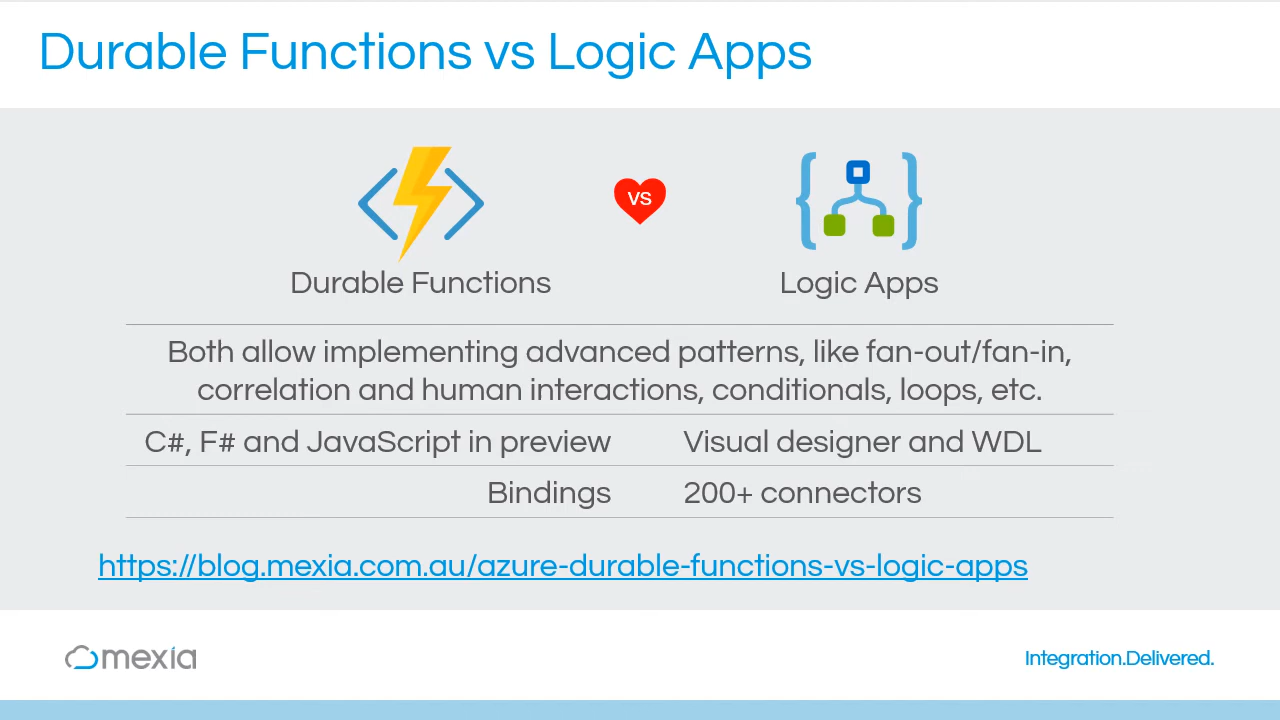 Durable Functions vs Logic Apps
VS
Durable Functions
Logic Apps
Both allow implementing advanced patterns, like fan-out/fan-in,
correlation and human interactions, conditionals, loops, etc.
C#, F# and JavaScript in preview
Visual designer and WDL
Bindings
200+ connectors
https://blog.mexia.com.au/azure-durable-functions-vs-logic-apps
mexia
Integration.Delivered.